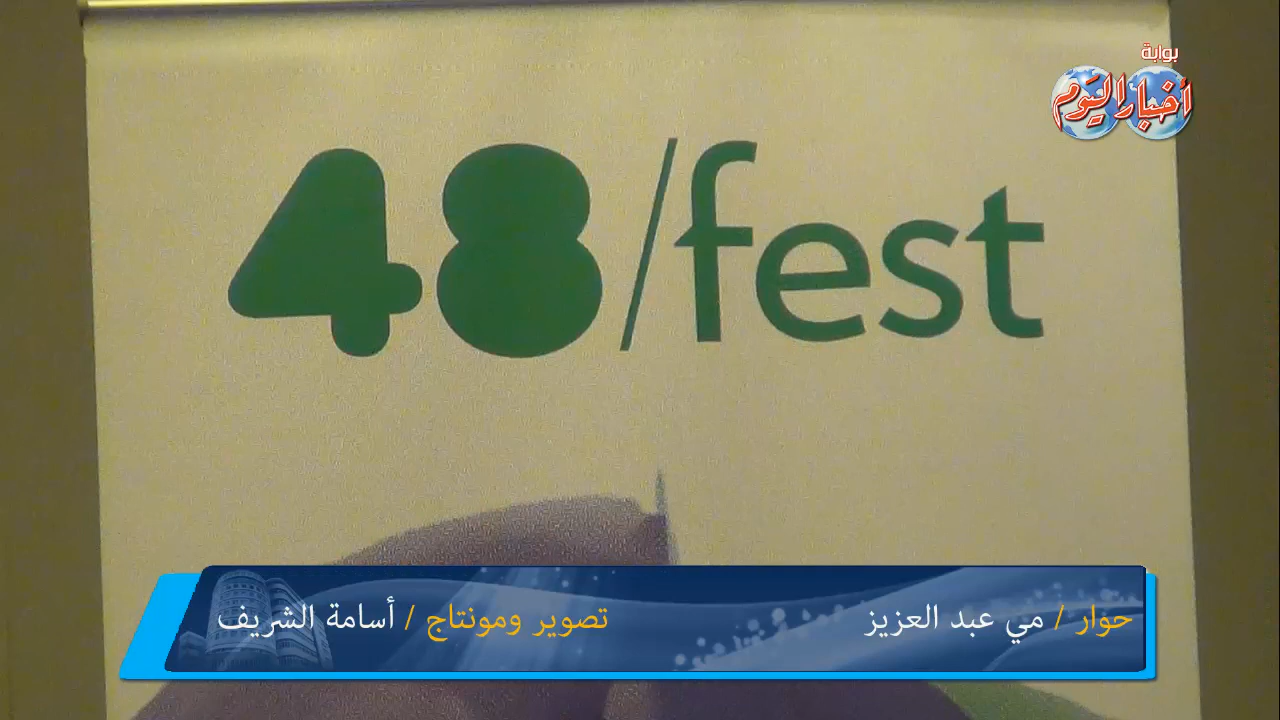 بوابة
أخبار اليوم
48/fest
حوار / مي عبد العزيز
تصوير ومونتاج / أسامة الشريف